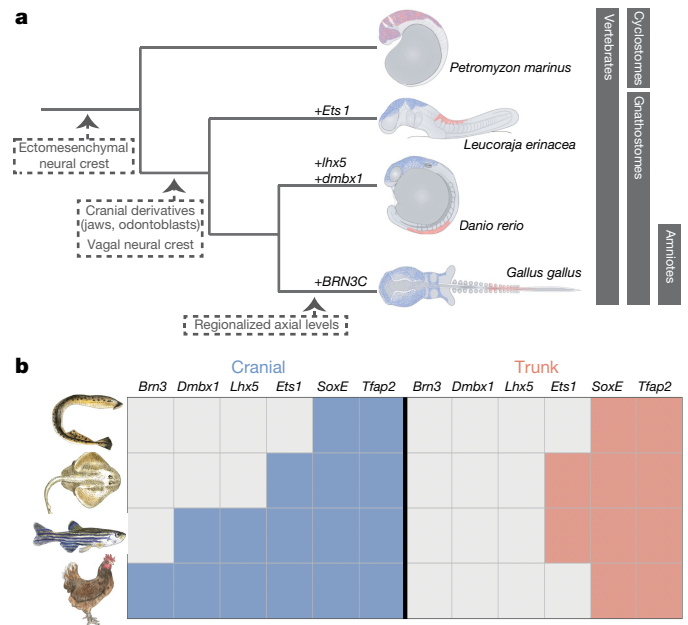 a
Petromyzon marinus
+Ets1
Leucoraja erinacea
+lhx5
+dmbx1
Danio rerio
+BRN3C
Gallus gallus
Ectomesenchymal
neural crest
Cranial derivatives
(jaws, odontoblasts)
Vagal neural crest
Regionalized axial levels
Vertebrates
Cyclostomes
Gnathostomes
Amniotes
b
Cranial
Trunk
Brn3 Dmbx1 Lhx5 Ets1 SoxE Tfap2 Brn3 Dmbx1 Lhx5 Ets1 SoxE Tfap2